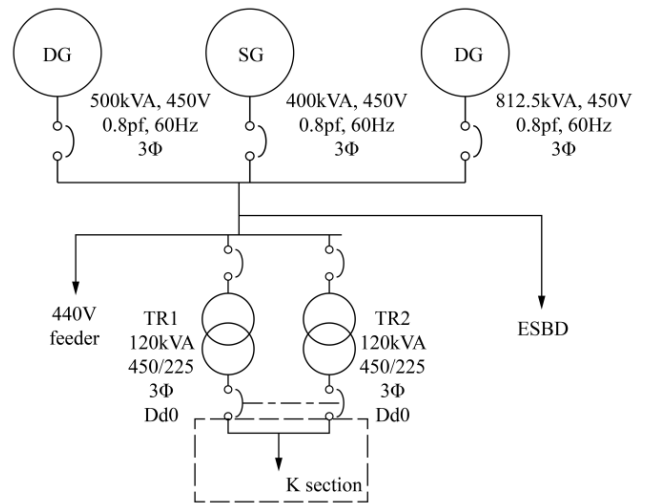 DG
SG
DG
500kVA, 450V
0.8pf, 60Hz
3Φ
400kVA, 450V
0.8pf, 60Hz
3Φ
812.5kVA, 450V
0.8pf, 60Hz
3Φ
440V
feeder
TR1
120kVA
450/225
3Φ
Dd0
TR2
120kVA
450/225
3Φ
Dd0
ESBD
K section